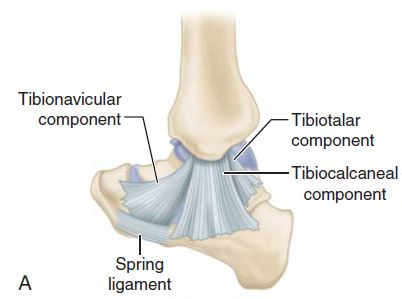 Tibionavicular
component
Tibiotalar
component
Tibiocalcaneal
component
Spring
ligament
A